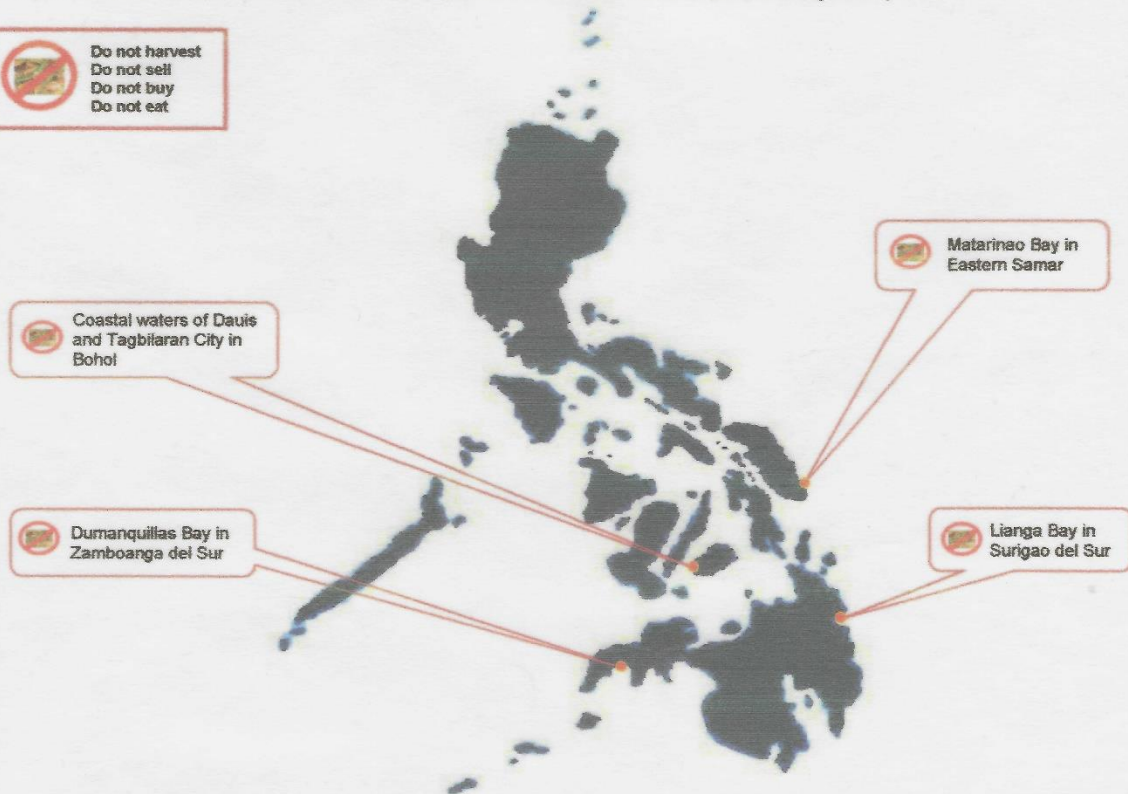 Do not harvest
Do not sell
Do not buy
Do not eat
Matarinao Bay in
Eastern Samar
Coastal waters of Dauis
and Tagbilaran City in
Bohol
Dumanquillas Bay in
Zamboanga del Sur
Lianga Bay in
Surigao del Sur